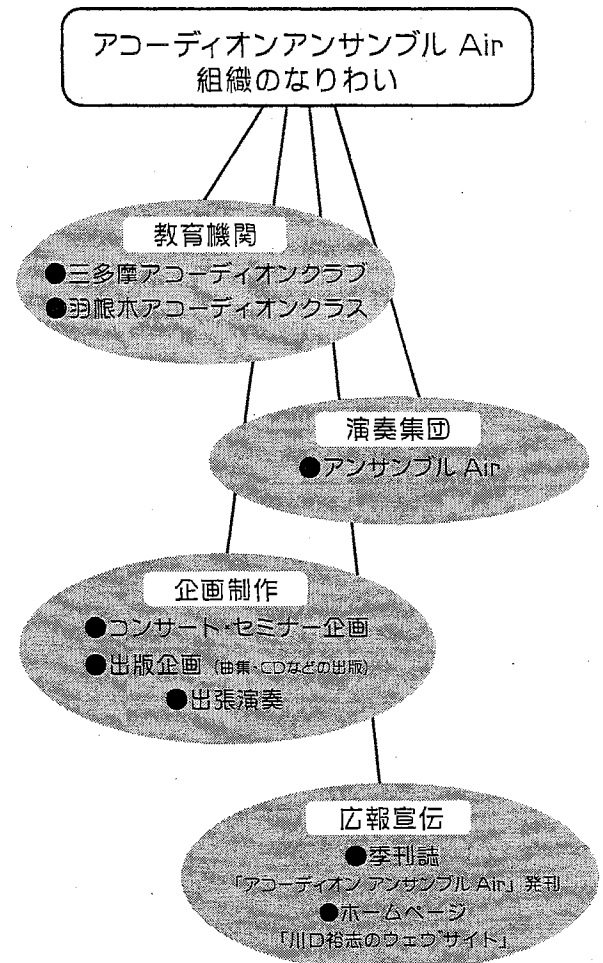 アコーディオンアンサンブル Air
組織のなりわい
教育機関
●三多摩アコーディオンクラブ
●羽根木アコーディオンクラス
演奏集団
●アンサンブル Air
企画制作
●コンサート・セミナー企画
●出版企画（曲集・CDなどの出版）
●出張演奏
広報宣伝
●季刊誌
「アコーディオン アンサンブル Air」発刊
●ホームページ
「川口裕志のウェヴサイト」